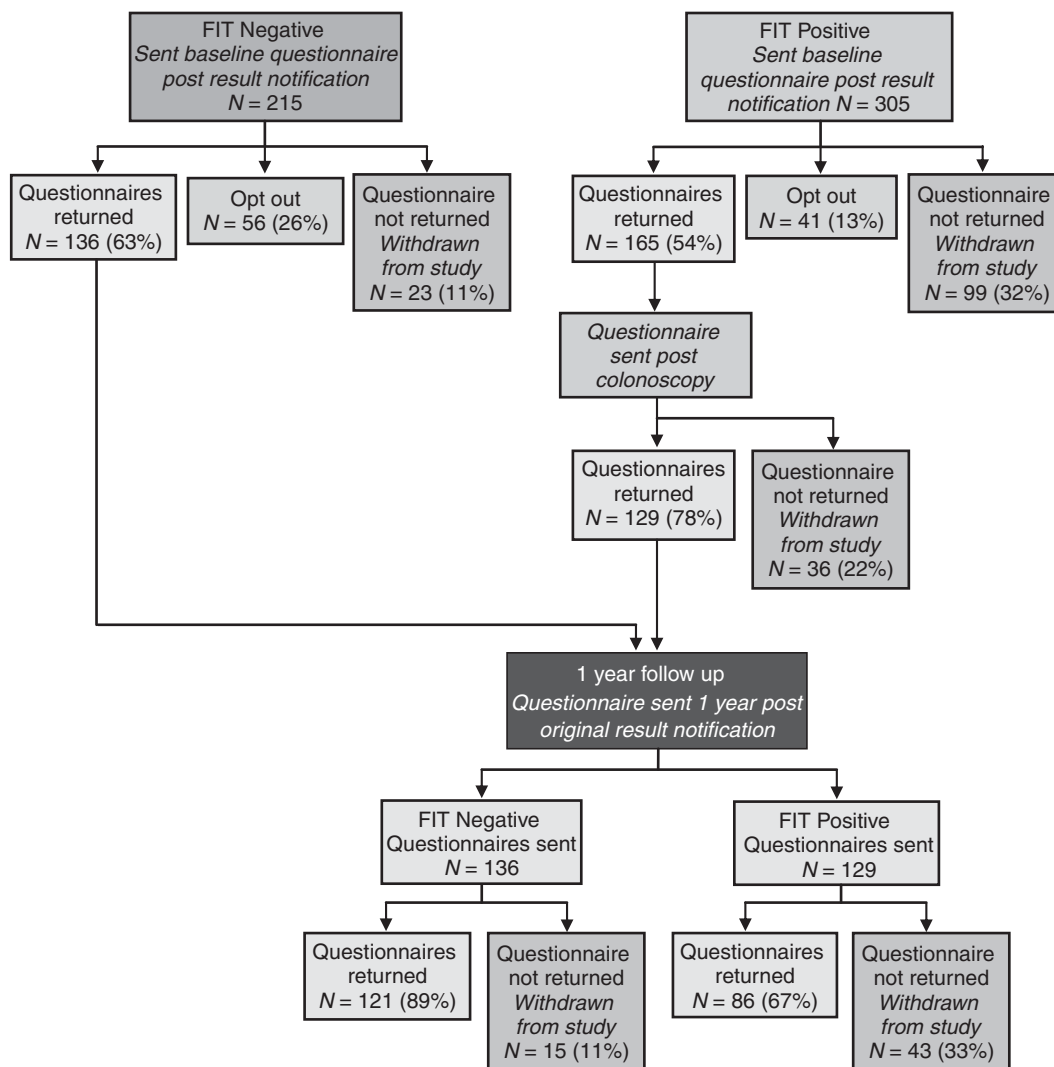 FIT Negative
Sent baseline questionnaire
post result notification
N = 215
FIT Positive
Sent baseline
questionnaire post result
notification N = 305
Questionnaires
returned
N = 136 (63%)
Opt out
N = 56 (26%)
Questionnaire
not returned
Withdrawn
from study
N = 23 (11%)
Questionnaires
returned
N = 165 (54%)
Opt out
N = 41 (13%)
Questionnaire
not returned
Withdrawn
from study
N = 99 (32%)
Questionnaire
sent post
colonoscopy
Questionnaires
returned
N = 129 (78%)
Questionnaire
not returned
Withdrawn
from study
N = 36 (22%)
1 year follow up
Questionnaire sent 1 year post
original result notification
FIT Negative
Questionnaires sent
N = 136
FIT Positive
Questionnaires sent
N = 129
Questionnaires
returned
N = 121 (89%)
Questionnaire
not returned
Withdrawn
from study
N = 15 (11%)
Questionnaires
returned
N = 86 (67%)
Questionnaire
not returned
Withdrawn
from study
N = 43 (33%)